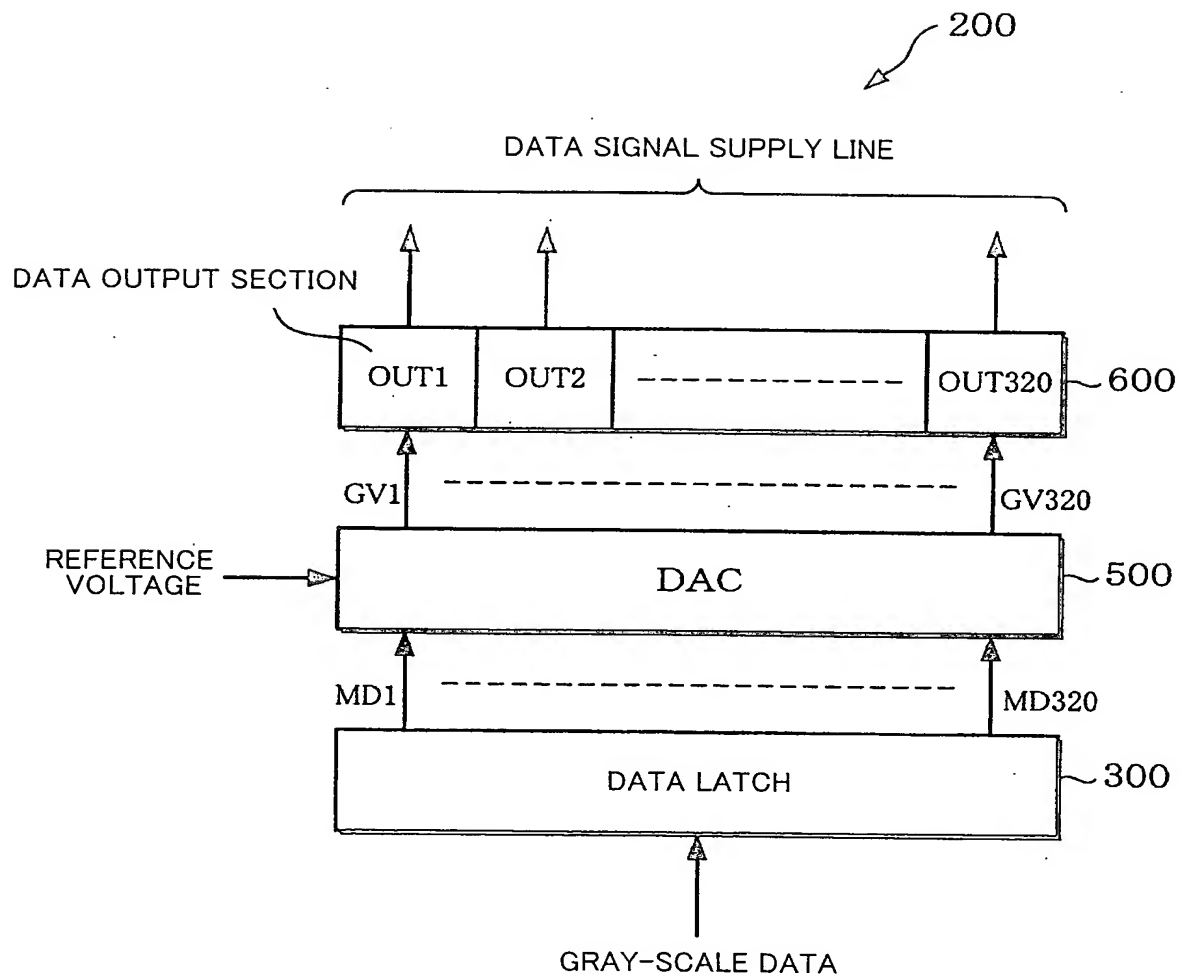 200
DATA SIGNAL SUPPLY LINE
DATA OUTPUT SECTION
OUT1
OUT2
OUT320
600
GV1
GV320
REFERENCE
VOLTAGE
DAC
500
MD1
MD320
DATA LATCH
300
GRAY-SCALE DATA